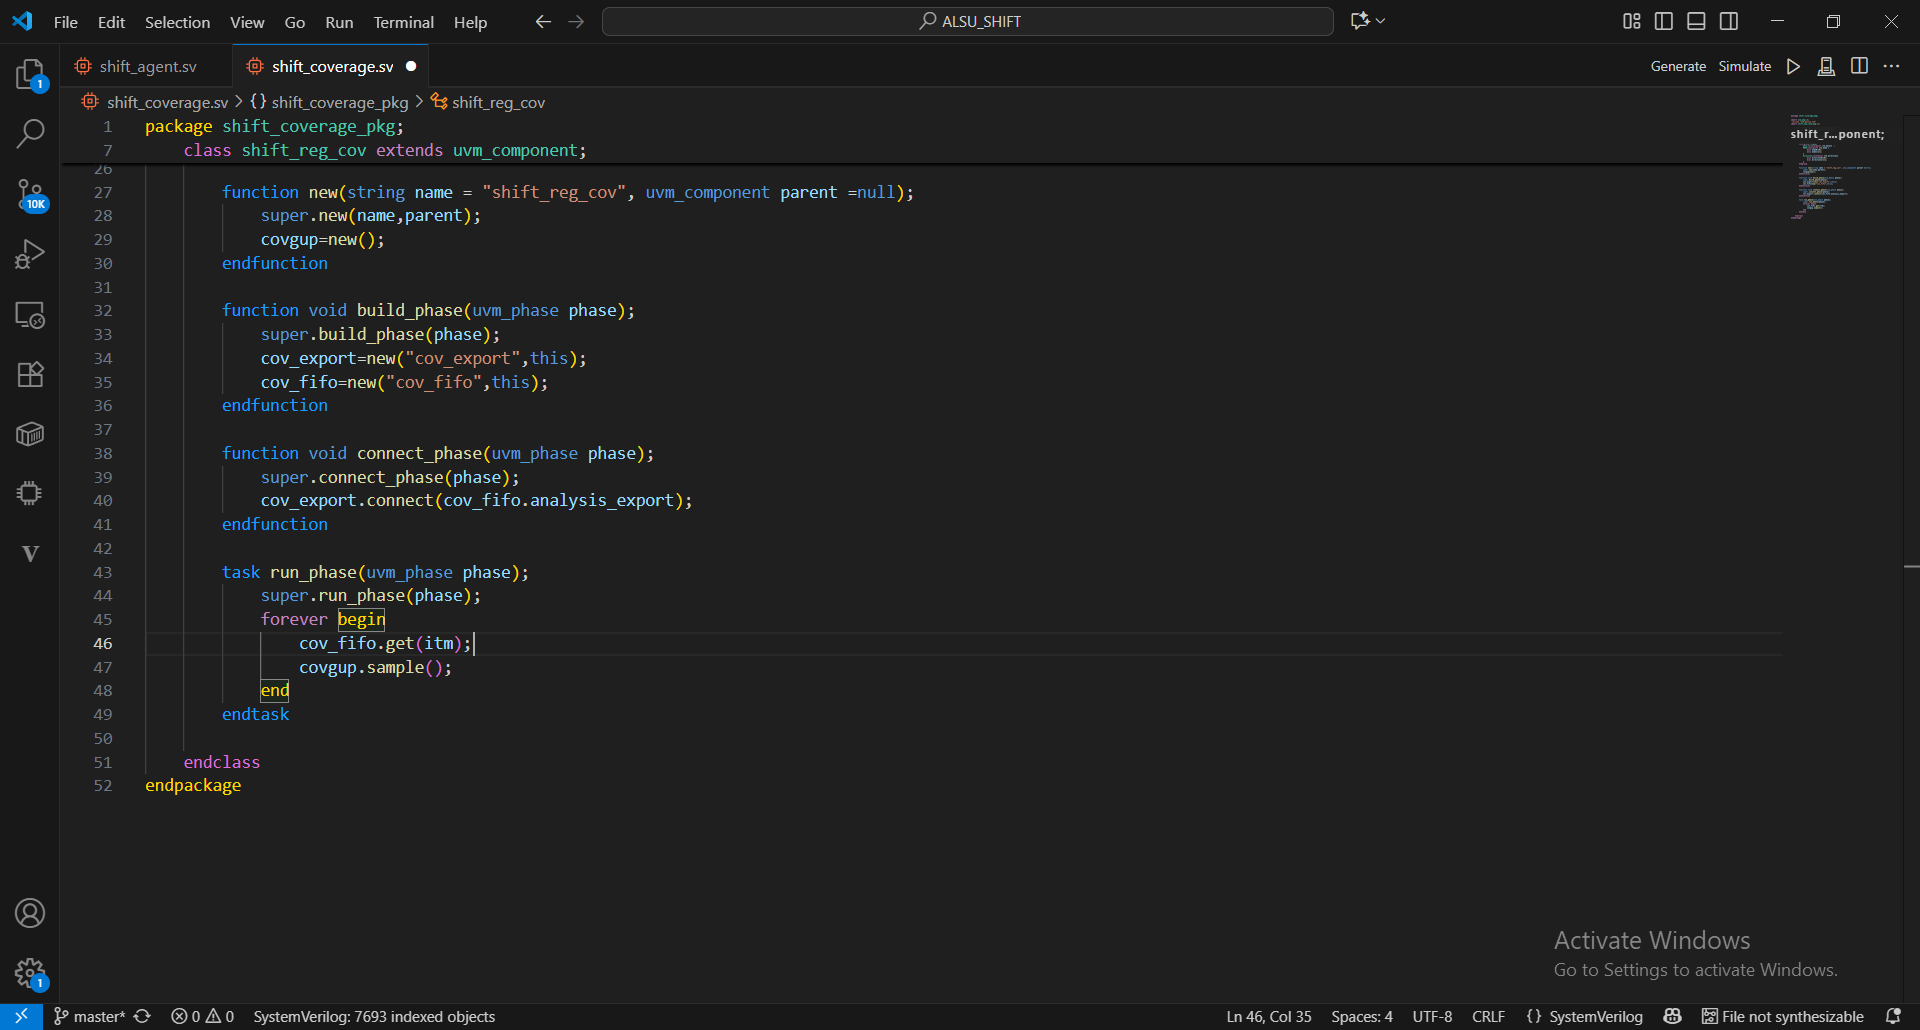 File Edit Selection View Go Run Terminal Help
ALSU_SHIFT
shift_agent.sv
shift_coverage.sv
Generate Simulate
shift_coverage.sv > {} shift_coverage_pkg > shift_reg_cov
1 package shift_coverage_pkg;
7 class shift_reg_cov extends uvm_component;
26
27 function new(string name = "shift_reg_cov", uvm_component parent =null);
28 super.new(name,parent);
29 covgup=new();
30 endfunction
31
32 function void build_phase(uvm_phase phase);
33 super.build_phase(phase);
34 cov_export=new("cov_export",this);
35 cov_fifo=new("cov_fifo",this);
36 endfunction
37
38 function void connect_phase(uvm_phase phase);
39 super.connect_phase(phase);
40 cov_export.connect(cov_fifo.analysis_export);
41 endfunction
42
43 task run_phase(uvm_phase phase);
44 super.run_phase(phase);
45 forever begin
46 cov_fifo.get(itm);
47 covgup.sample();
48 end
49 endtask
50
51 endclass
52 endpackage
shift_r...ponent;
1
10K
V
1
Activate Windows
Go to Settings to activate Windows.
master* 0 0 SystemVerilog: 7693 indexed objects
Ln 46, Col 35 Spaces: 4 UTF-8 CRLF {} SystemVerilog File not synthesizable